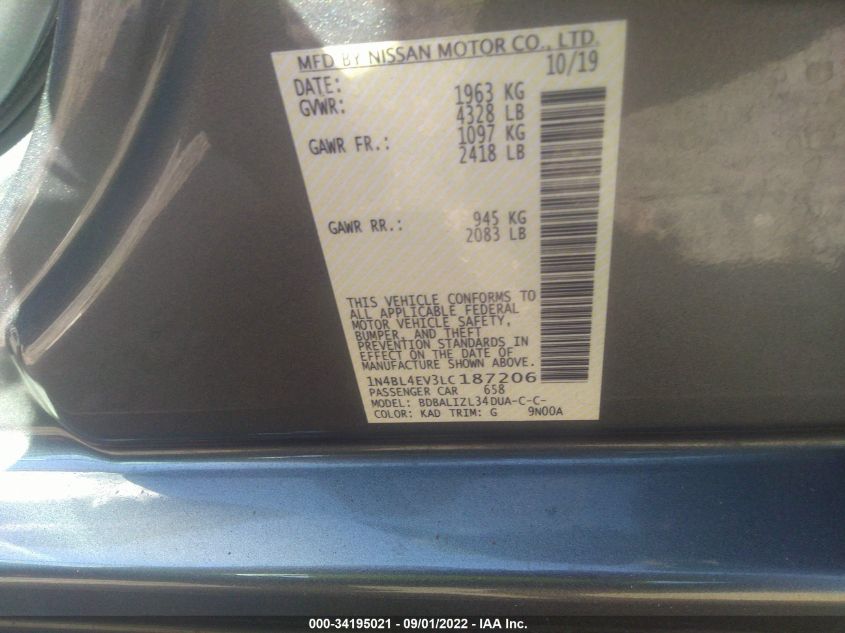 MFD BY NISSAN MOTOR CO., LTD.
DATE: 10/19
GVWR: 1963 KG
4328 LB
GAWR FR.: 1097 KG
2418 LB
GAWR RR.: 945 KG
2083 LB
THIS VEHICLE CONFORMS TO
ALL APPLICABLE FEDERAL
MOTOR VEHICLE SAFETY,
BUMPER, AND THEFT
PREVENTION STANDARDS IN
EFFECT ON THE DATE OF
MANUFACTURE SHOWN ABOVE.
1N4BL4EV3LC187206
PASSENGER CAR 658
MODEL: BDBALIZL34DUA-C-C-
COLOR: KAD TRIM: G 9N00A
000-34195021 - 09/01/2022 - IAA Inc.